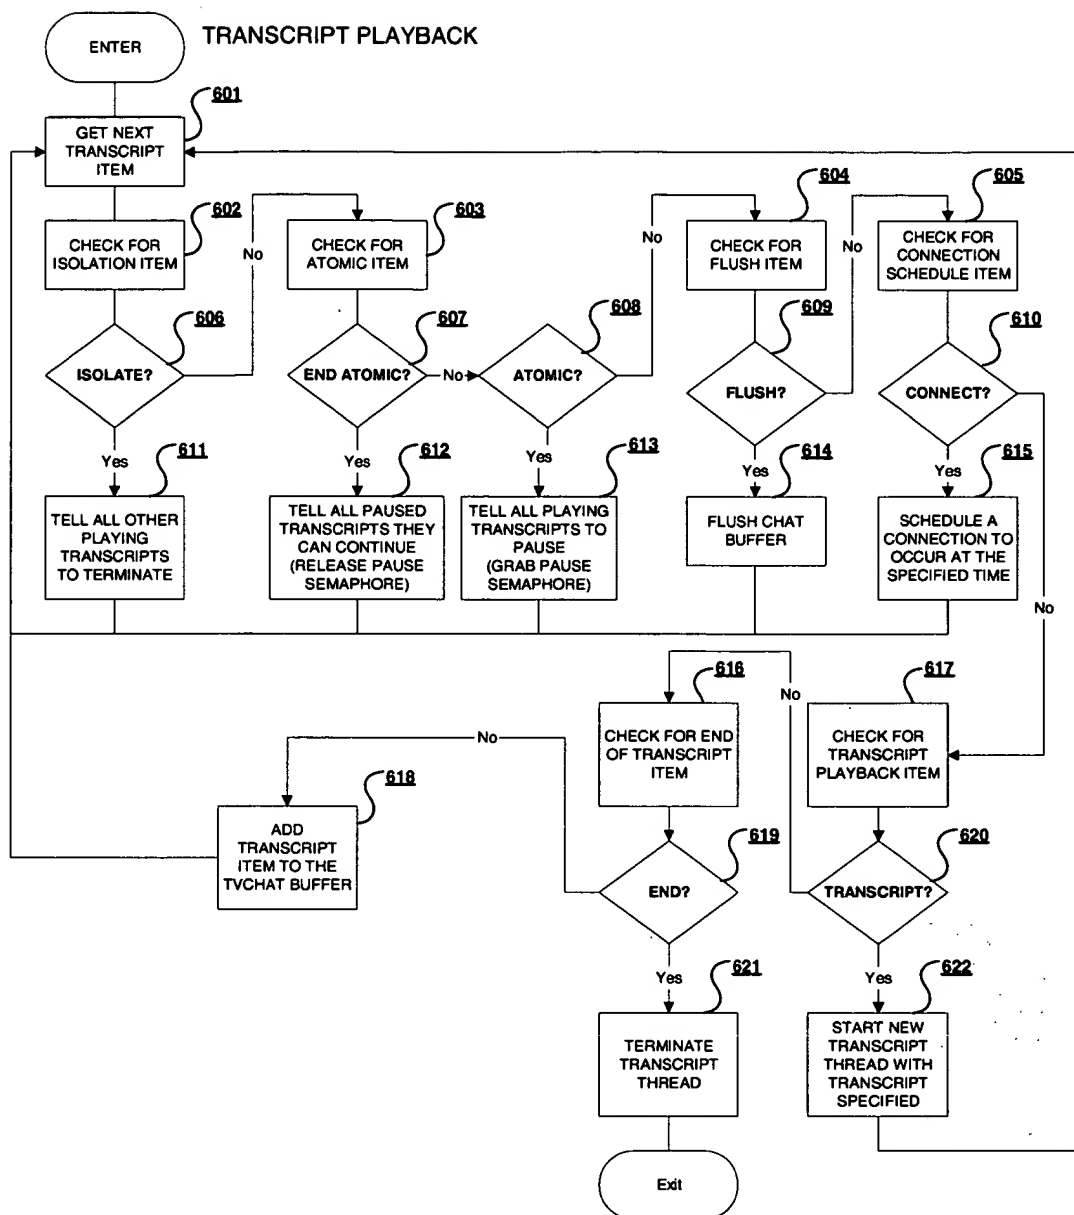 ENTER
TRANSCRIPT PLAYBACK
601
GET NEXT
TRANSCRIPT
ITEM
602
CHECK FOR
ISOLATION ITEM
No
603
CHECK FOR
ATOMIC ITEM
No
604
CHECK FOR
FLUSH ITEM
No
605
CHECK FOR
CONNECTION
SCHEDULE ITEM
606
ISOLATE?
607
END ATOMIC?
No
608
ATOMIC?
609
FLUSH?
610
CONNECT?
Yes
611
TELL ALL OTHER
PLAYING
TRANSCRIPTS
TO TERMINATE
Yes
612
TELL ALL PAUSED
TRANSCRIPTS THEY
CAN CONTINUE
(RELEASE PAUSE
SEMAPHORE)
Yes
613
TELL ALL PLAYING
TRANSCRIPTS TO
PAUSE
(GRAB PAUSE
SEMAPHORE)
Yes
614
FLUSH CHAT
BUFFER
Yes
615
SCHEDULE A
CONNECTION TO
OCCUR AT THE
SPECIFIED TIME
No
616
CHECK FOR END
OF TRANSCRIPT
ITEM
No
617
CHECK FOR
TRANSCRIPT
PLAYBACK ITEM
No
618
ADD
TRANSCRIPT
ITEM TO THE
TVCHAT BUFFER
619
END?
620
TRANSCRIPT?
Yes
621
TERMINATE
TRANSCRIPT
THREAD
Yes
622
START NEW
TRANSCRIPT
THREAD WITH
TRANSCRIPT
SPECIFIED
Exit